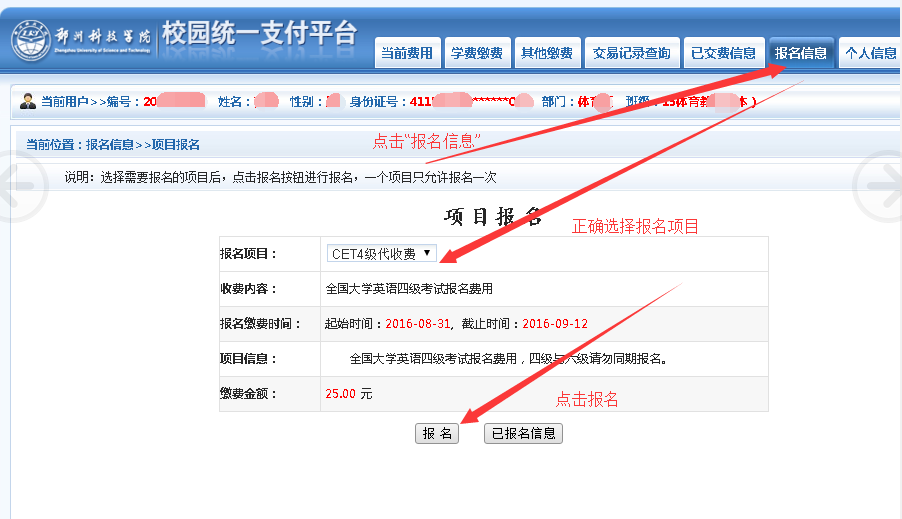 郑州科技学院
Zhengzhou University of Science and Technology
校园统一支付平台
当前费用 学费缴费 其他缴费 交易记录查询 已交费信息 报名信息 个人信息
当前用户>>编号：20 姓名： 性别： 身份证号：411 *******0 部门：体育 班级：15体育教 本）
当前位置：报名信息>>项目报名
点击“报名信息”
说明：选择需要报名的项目后，点击报名按钮进行报名，一个项目只允许报名一次
项目报名
正确选择报名项目
报名项目： CET4级代收费
收费内容： 全国大学英语四级考试报名费用
报名缴费时间： 起始时间：2016-08-31, 截止时间：2016-09-12
项目信息： 全国大学英语四级考试报名费用，四级与六级请勿同期报名。
缴费金额： 25.00 元
点击报名
报 名 已报名信息